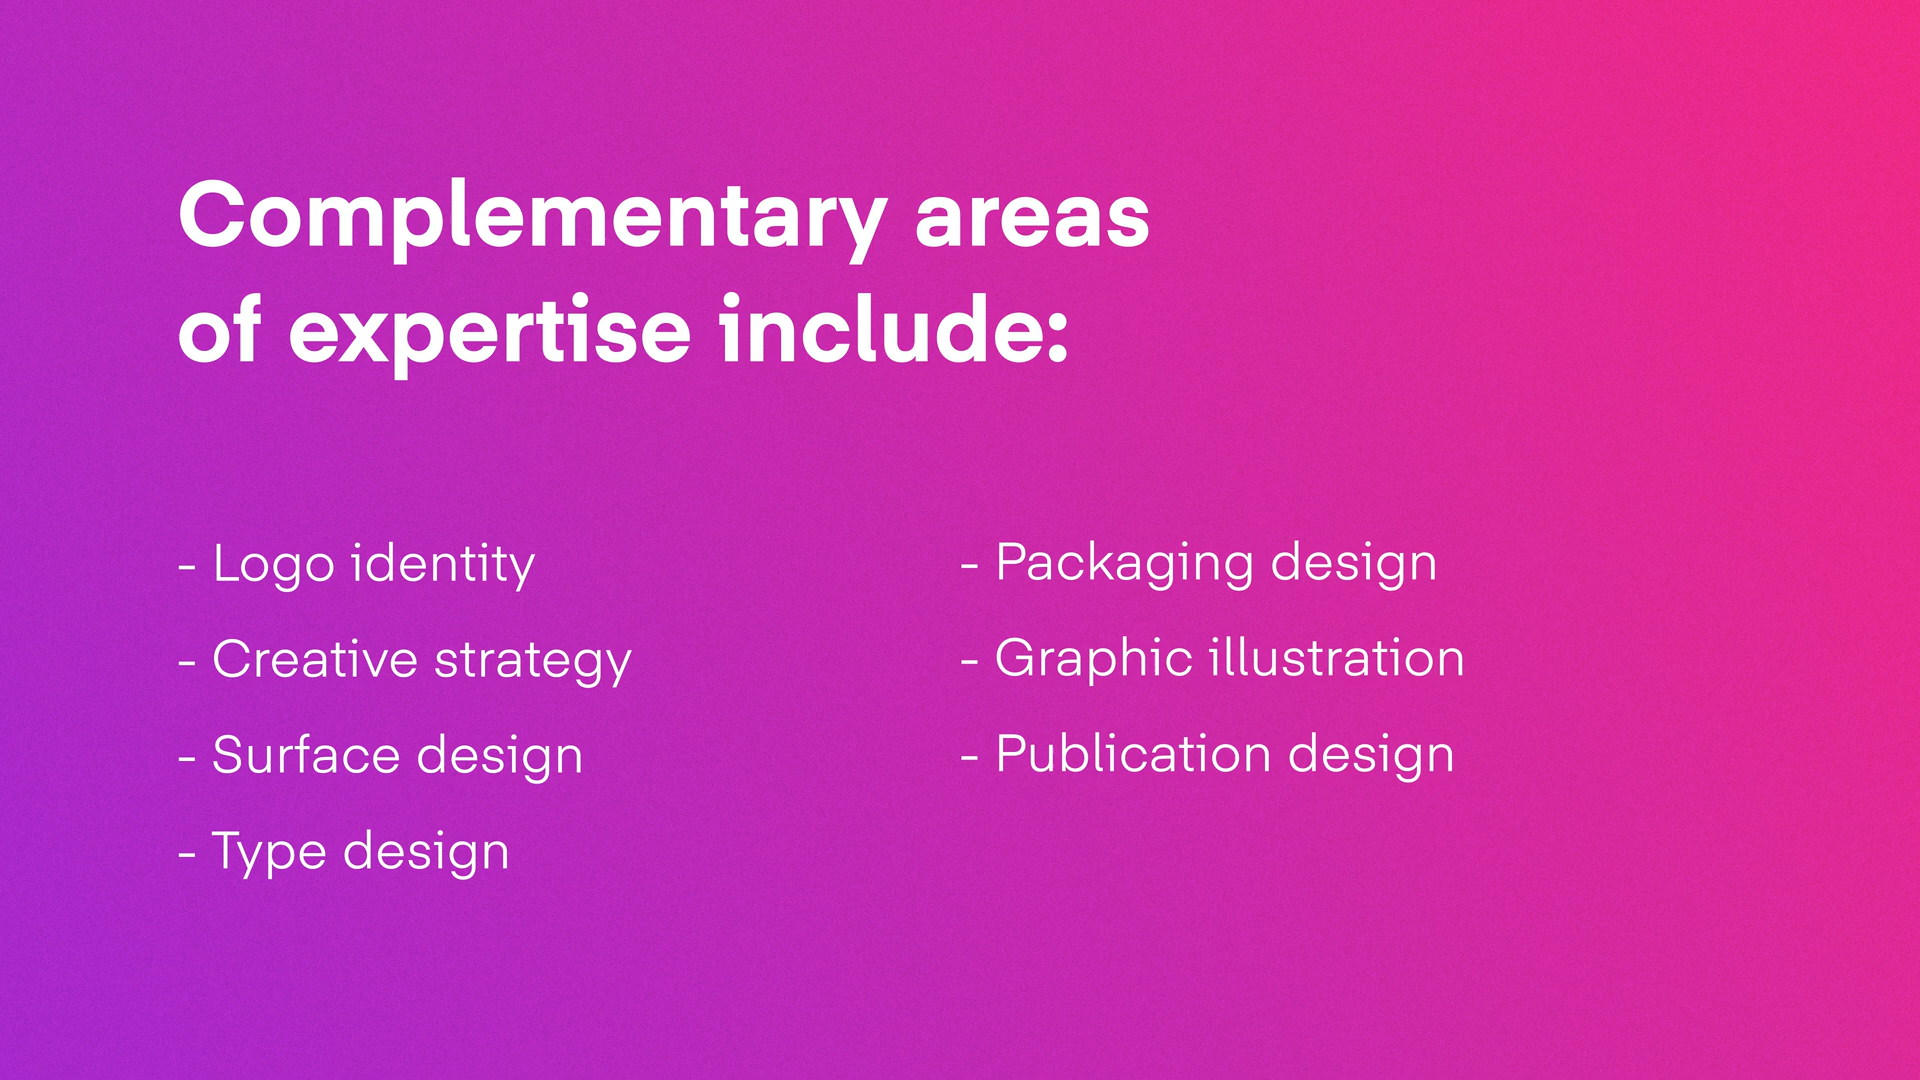 Complementary areas
of expertise include:
- Logo identity
- Creative strategy
- Surface design
- Type design
- Packaging design
- Graphic illustration
- Publication design